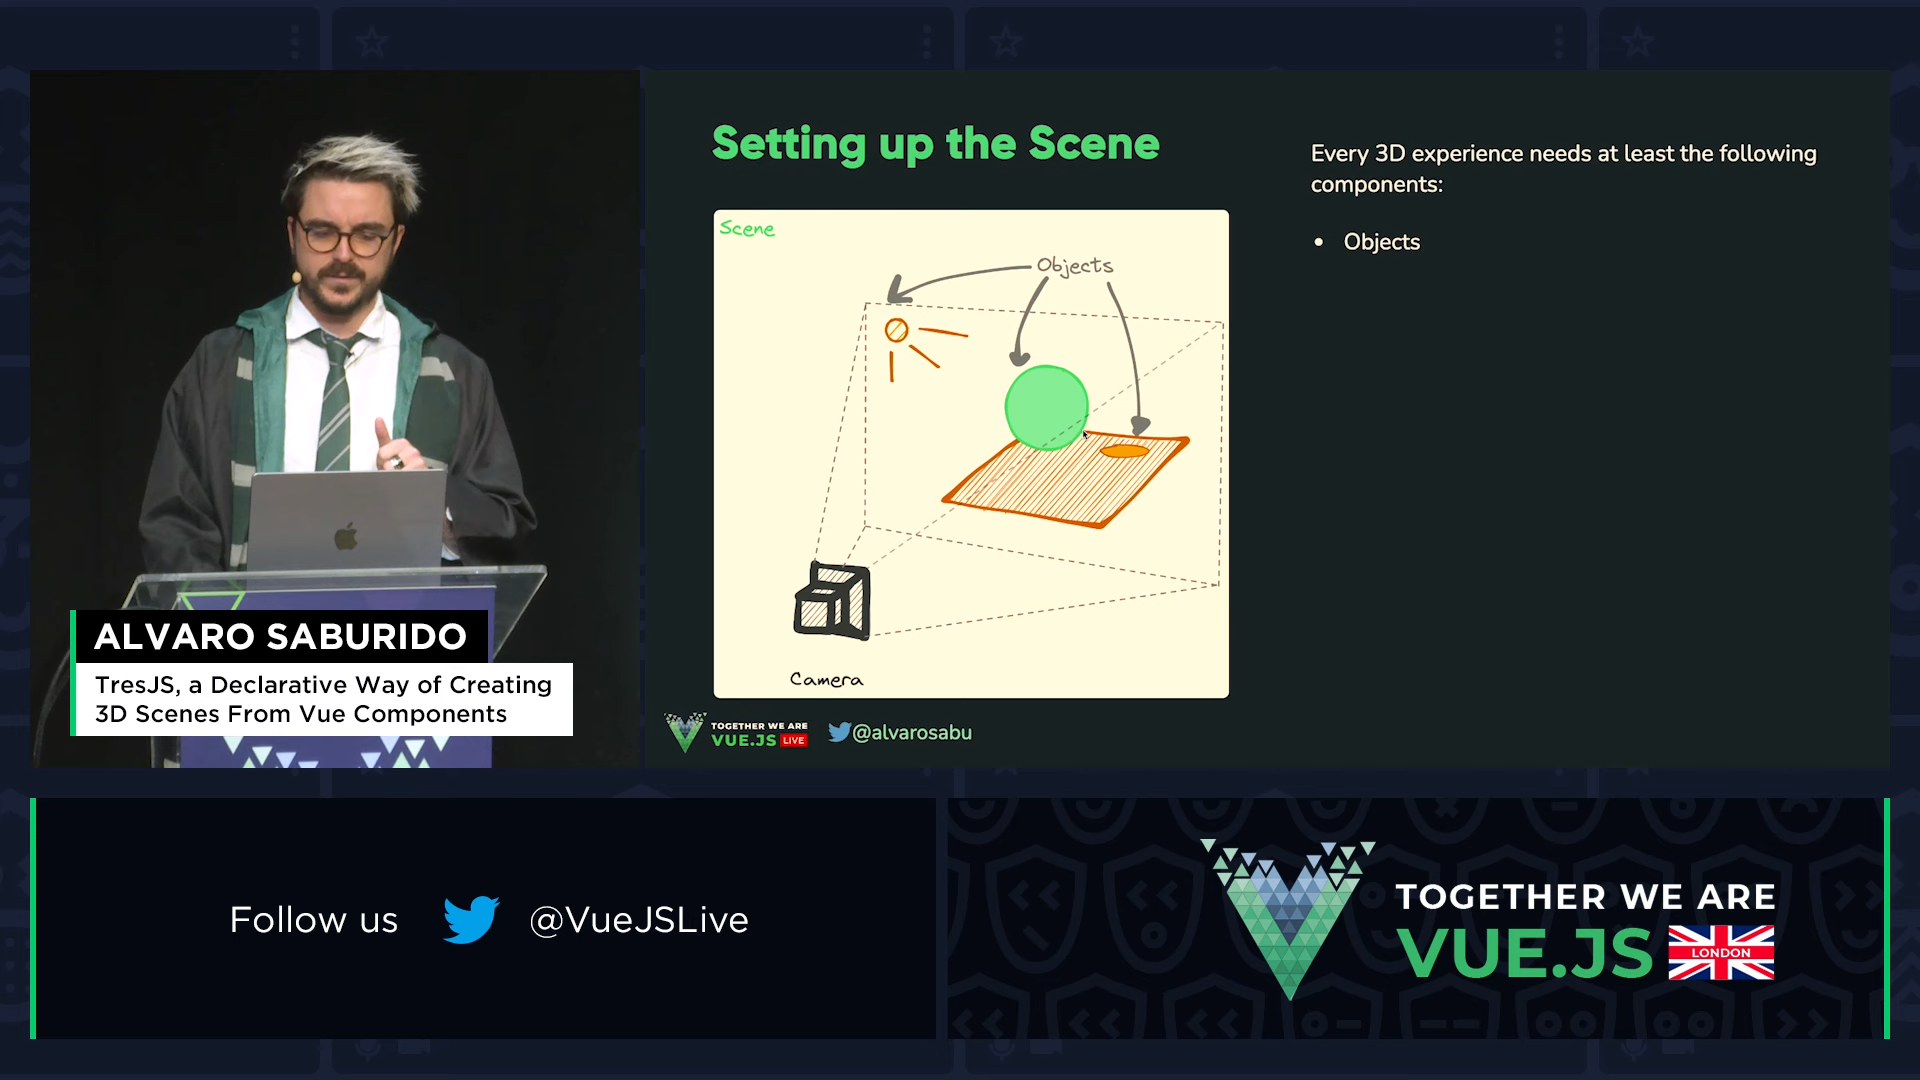 Setting up the Scene
Scene
Objects
Camera
Every 3D experience needs at least the following
components:
• Objects
TOGETHER WE ARE
VUE.JS LIVE
@alvarosabu
ALVARO SABURIDO
TresJS, a Declarative Way of Creating
3D Scenes From Vue Components
Follow us @VueJSLive
TOGETHER WE ARE
VUE.JS LONDON